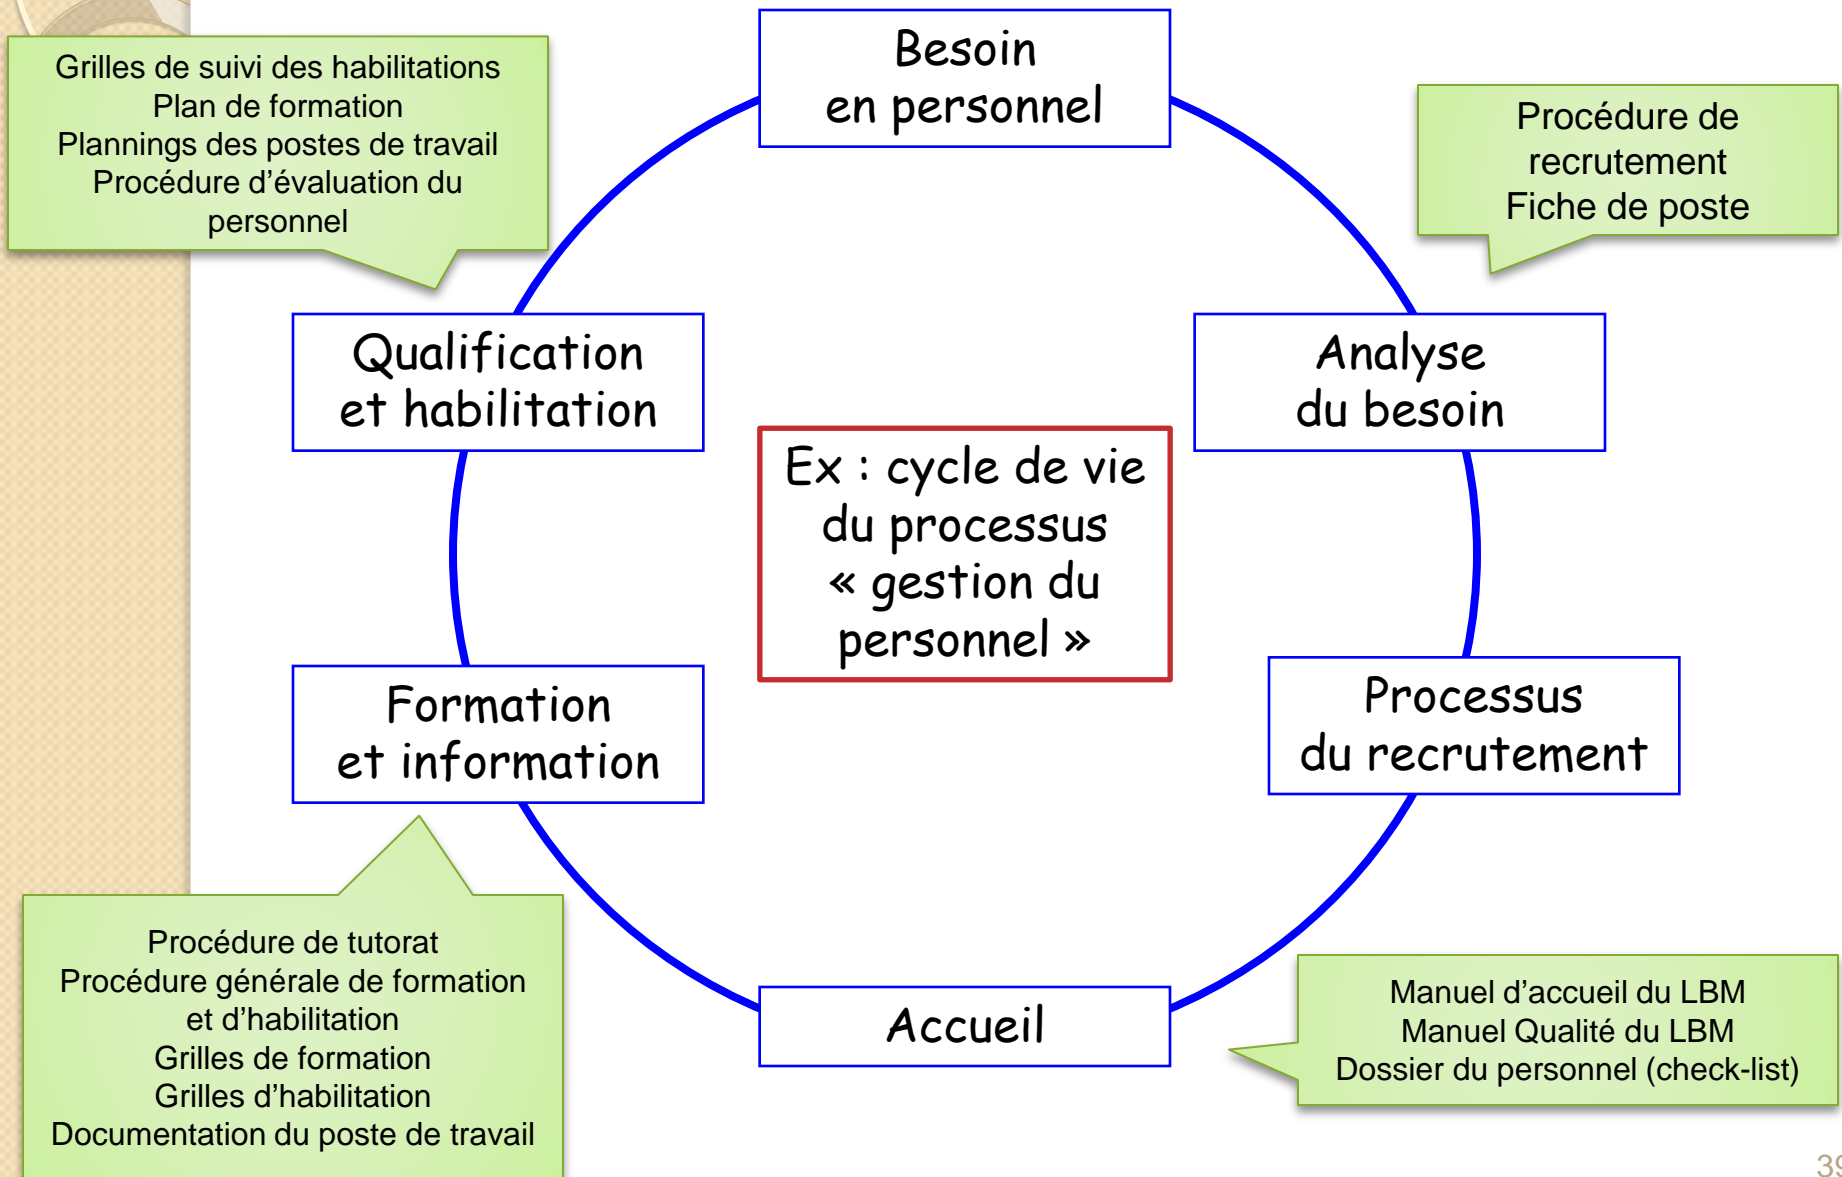 Grilles de suivi des habilitations
Plan de formation
Plannings des postes de travail
Procédure d’évaluation du
personnel
Besoin
en personnel
Procédure de
recrutement
Fiche de poste
Qualification
et habilitation
Analyse
du besoin
Ex : cycle de vie
du processus
« gestion du
personnel »
Formation
et information
Processus
du recrutement
Procédure de tutorat
Procédure générale de formation
et d’habilitation
Grilles de formation
Grilles d’habilitation
Documentation du poste de travail
Accueil
Manuel d’accueil du LBM
Manuel Qualité du LBM
Dossier du personnel (check-list)
39